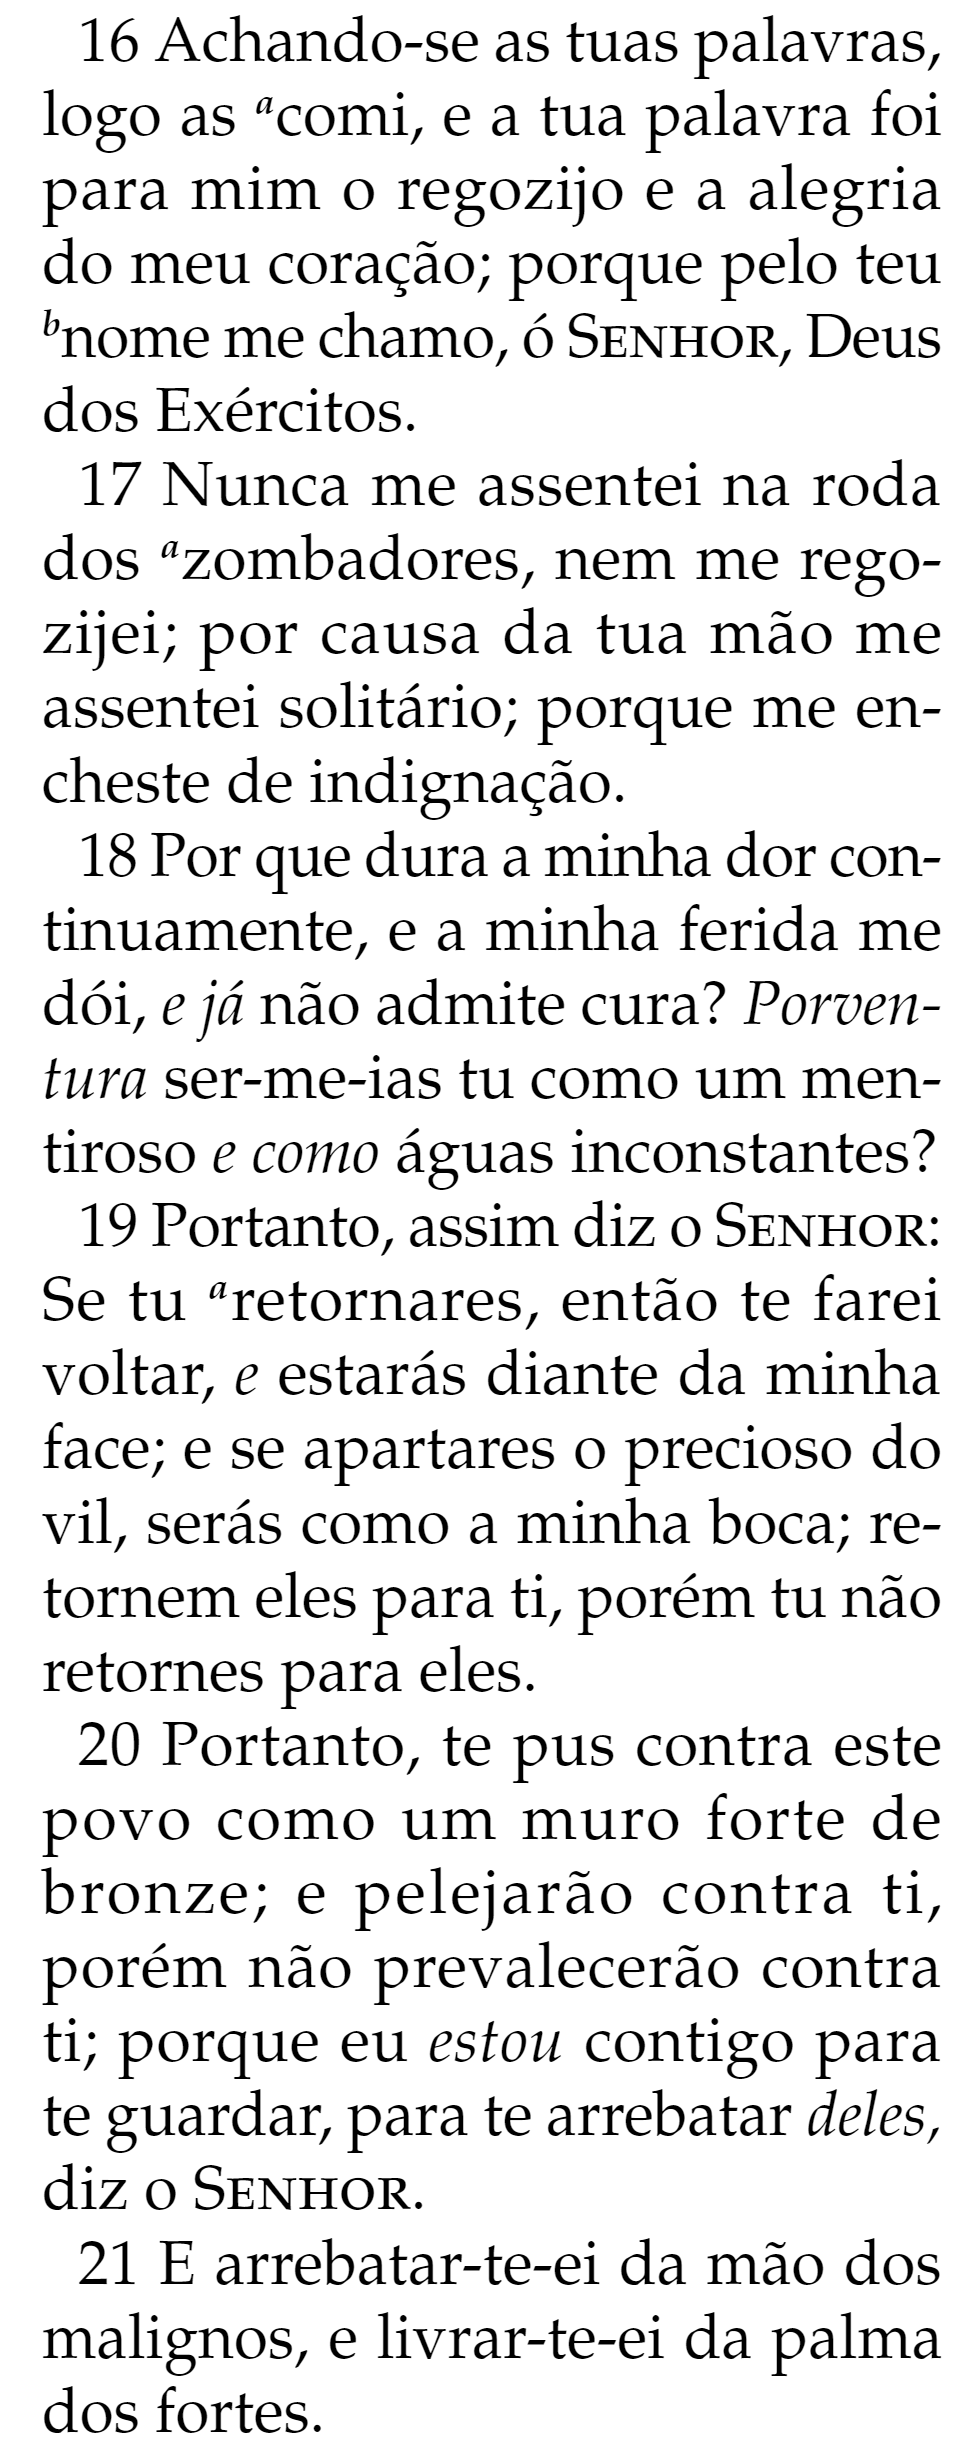 16 Achando-se as tuas palavras,
logo as ᵃcomi, e a tua palavra foi
para mim o regozijo e a alegria
do meu coração; porque pelo teu
ᵇnome me chamo, ó SENHOR, Deus
dos Exércitos.
17 Nunca me assentei na roda
dos ᵃzombadores, nem me rego-
zijei; por causa da tua mão me
assentei solitário; porque me en-
cheste de indignação.
18 Por que dura a minha dor con-
tinuamente, e a minha ferida me
dói, e já não admite cura? Porven-
tura ser-me-ias tu como um men-
tiroso e como águas inconstantes?
19 Portanto, assim diz o SENHOR:
Se tu ᵃretornares, então te farei
voltar, e estarás diante da minha
face; e se apartares o precioso do
vil, serás como a minha boca; re-
tornem eles para ti, porém tu não
retornes para eles.
20 Portanto, te pus contra este
povo como um muro forte de
bronze; e pelejarão contra ti,
porém não prevalecerão contra
ti; porque eu estou contigo para
te guardar, para te arrebatar deles,
diz o SENHOR.
21 E arrebatar-te-ei da mão dos
malignos, e livrar-te-ei da palma
dos fortes.